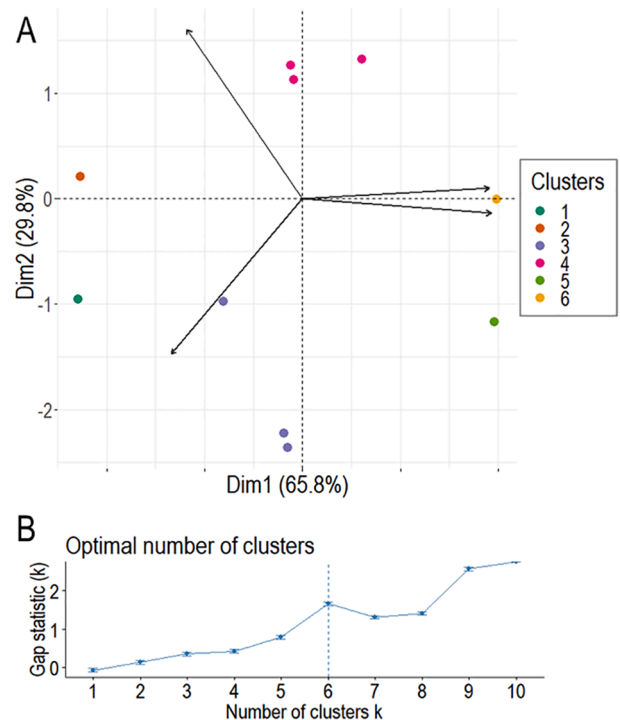 A
1
0
-1
-2
Dim2 (29.8%)
Dim1 (65.8%)
Clusters
1
2
3
4
5
6
B
Optimal number of clusters
Gap statistic (k)
2
1
0
1 2 3 4 5 6 7 8 9 10
Number of clusters k